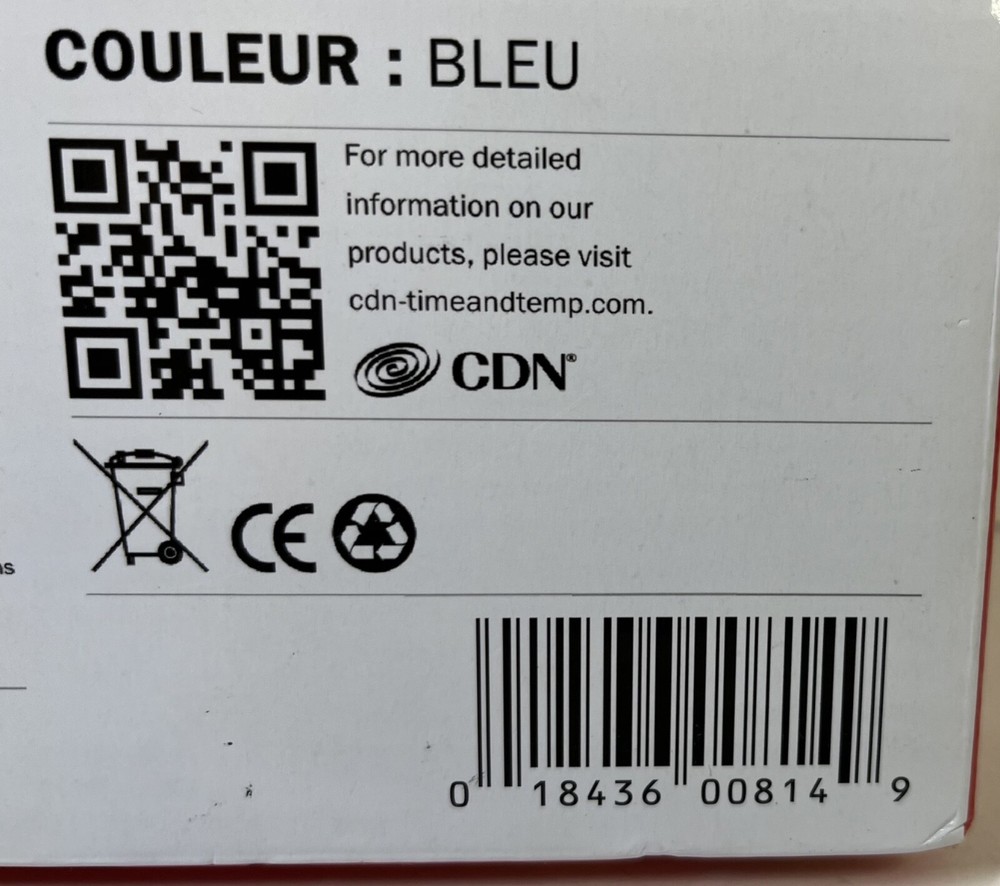 COULEUR : BLEU
For more detailed
information on our
products, please visit
cdn-timeandtemp.com.
CDN®
CE
0 18436 00814 9